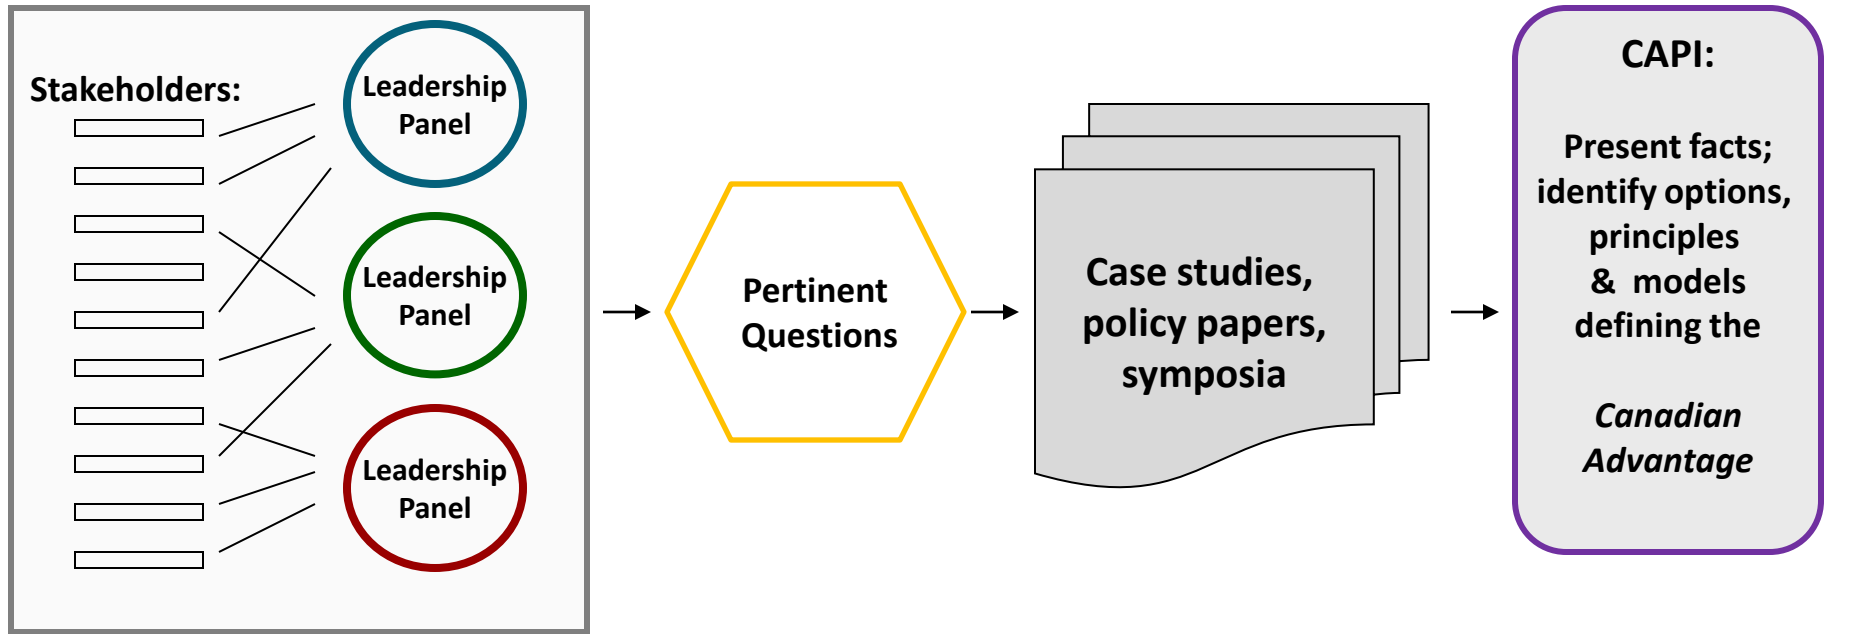 Stakeholders:
Leadership
Panel
Leadership
Panel
Leadership
Panel
Pertinent
Questions
Case studies,
policy papers,
symposia
CAPI:
Present facts;
identify options,
principles
& models
defining the
Canadian
Advantage